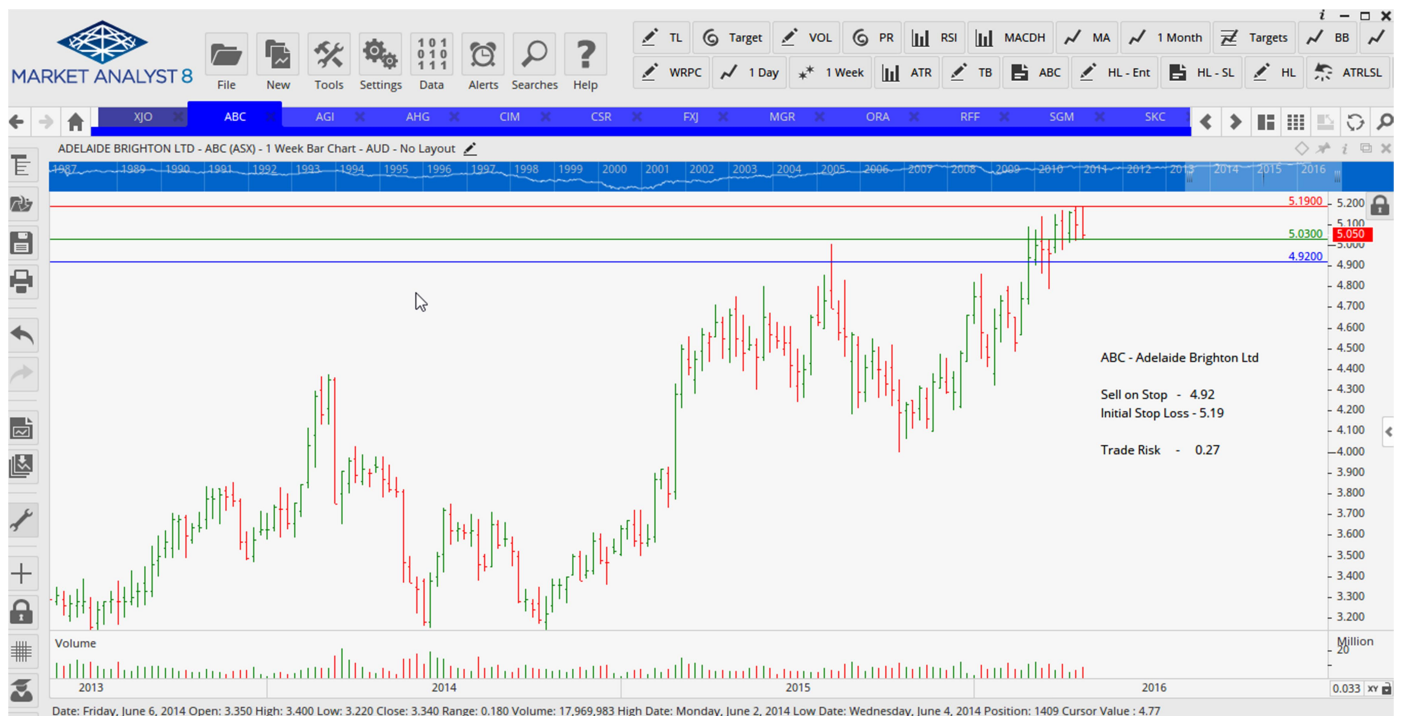 MARKET ANALYST 8
File New Tools Settings Data Alerts Searches Help
101
010
111
TL Target VOL PR RSI MACDH MA 1 Month Targets BB
WRPC 1 Day 1 Week ATR TB ABC HL - Ent HL - SL HL ATRLSL
XJO ABC AGI AHG CIM CSR FXJ MGR ORA RFF SGM SKC
ADELAIDE BRIGHTON LTD - ABC (ASX) - 1 Week Bar Chart - AUD - No Layout
1987 1989 1990 1991 1992 1993 1994 1995 1996 1997 1998 1999 2000 2001 2002 2003 2004 2005 2006 2007 2008 2009 2010 2011 2012 2013 2014 2015 2016
5.1900
5.200
5.100
5.0300
5.050
5.000
4.9200
4.900
4.800
4.700
4.600
4.500
ABC - Adelaide Brighton Ltd
4.400
Sell on Stop - 4.92
4.300
Initial Stop Loss - 5.19
4.200
4.100
Trade Risk - 0.27
4.000
3.900
3.800
3.700
3.600
3.500
3.400
3.300
3.200
Volume
Million
20
2013 2014 2015 2016
0.033 XY
Date: Friday, June 6, 2014 Open: 3.350 High: 3.400 Low: 3.220 Close: 3.340 Range: 0.180 Volume: 17,969,983 High Date: Monday, June 2, 2014 Low Date: Wednesday, June 4, 2014 Position: 1409 Cursor Value : 4.77